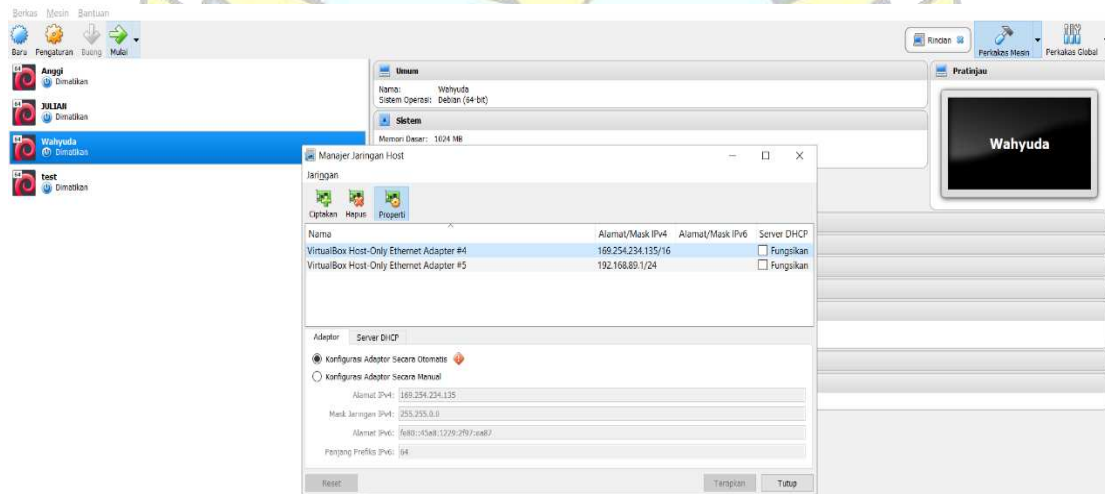 Berkas Mesin Bantuan
Baru Pengaturan Buang Mulai
Rincian
Perkakas Mesin Perkakas Global
Anggi
Dimatikan
JULIAN
Dimatikan
Wahyuda
Dimatikan
test
Dimatikan
Umum
Nama: Wahyuda
Sistem Operasi: Debian (64-bit)
Sistem
Memori Dasar: 1024 MB
Pratinjau
Wahyuda
Manajer Jaringan Host
Jaringan
Ciptakan Hapus Properti
Nama Alamat/Mask IPv4 Alamat/Mask IPv6 Server DHCP
VirtualBox Host-Only Ethernet Adapter #4 169.254.234.135/16 Fungsikan
VirtualBox Host-Only Ethernet Adapter #5 192.168.89.1/24 Fungsikan
Adaptor Server DHCP
Konfigurasi Adaptor Secara Otomatis
Konfigurasi Adaptor Secara Manual
Alamat IPv4: 169.254.234.135
Mask Jaringan IPv4: 255.255.0.0
Alamat IPv6: fe80::45a8:1229:2f97:ea87
Panjang Prefiks IPv6: 64
Reset Terapkan Tutup